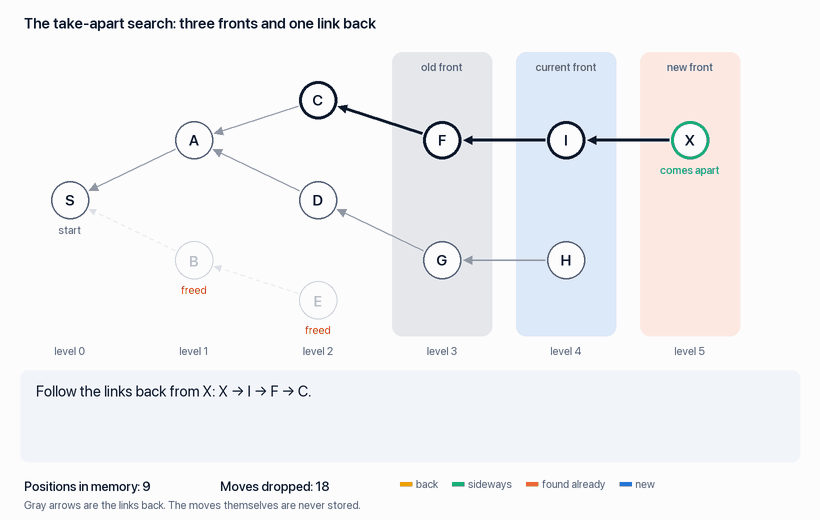 The take-apart search: three fronts and one link back
old front
current front
new front
C
A
F
I
X
comes apart
S
start
D
B
freed
G
H
E
freed
level 0
level 1
level 2
level 3
level 4
level 5
Follow the links back from X: X → I → F → C.
Positions in memory: 9
Moves dropped: 18
back
sideways
found already
new
Gray arrows are the links back. The moves themselves are never stored.